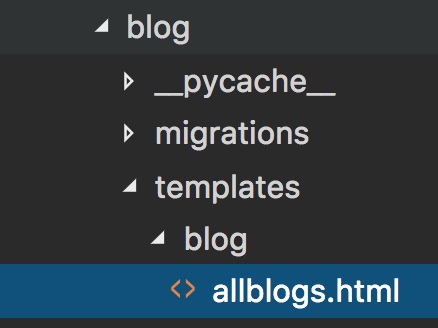 blog
__pycache__
migrations
templates
blog
<> allblogs.html